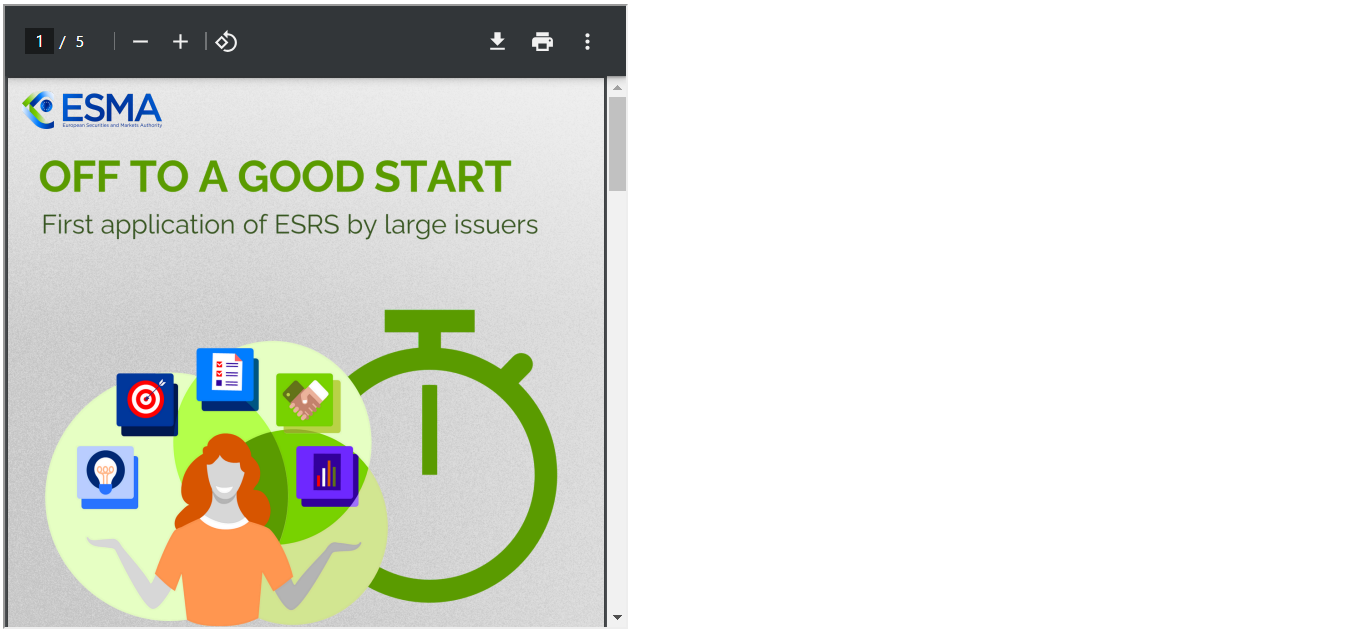 1 / 5
ESMA
European Securities and Markets Authority
OFF TO A GOOD START
First application of ESRS by large issuers